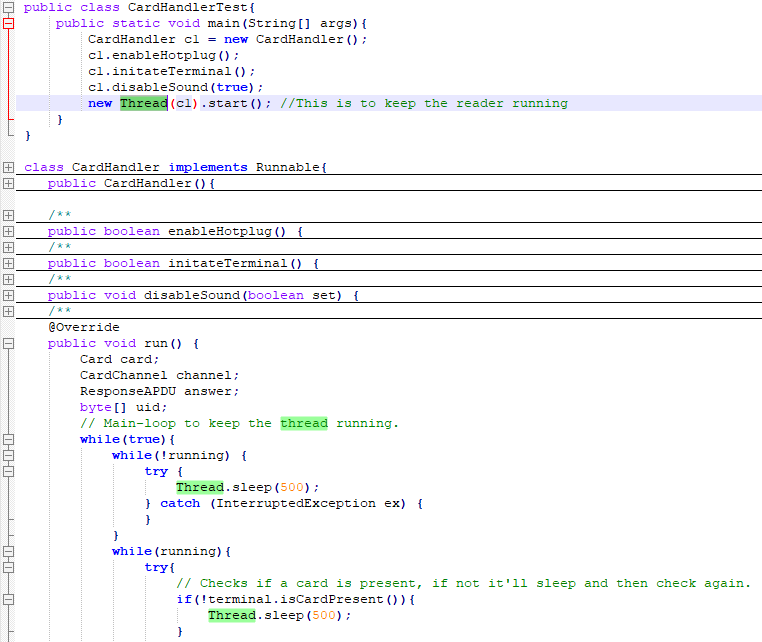 public class CardHandlerTest{
public static void main(String[] args){
CardHandler c1 = new CardHandler();
c1.enableHotplug();
c1.initateTerminal();
c1.disableSound(true);
new Thread(c1).start(); //This is to keep the reader running
}
}
class CardHandler implements Runnable{
public CardHandler(){
/**
public boolean enableHotplug() {
/**
public boolean initateTerminal() {
/**
public void disableSound(boolean set) {
/**
@Override
public void run() {
Card card;
CardChannel channel;
ResponseAPDU answer;
byte[] uid;
// Main-loop to keep the thread running.
while(true){
while(!running) {
try {
Thread.sleep(500);
} catch (InterruptedException ex) {
}
}
while(running){
try{
// Checks if a card is present, if not it'll sleep and then check again.
if(!terminal.isCardPresent()){
Thread.sleep(500);
}